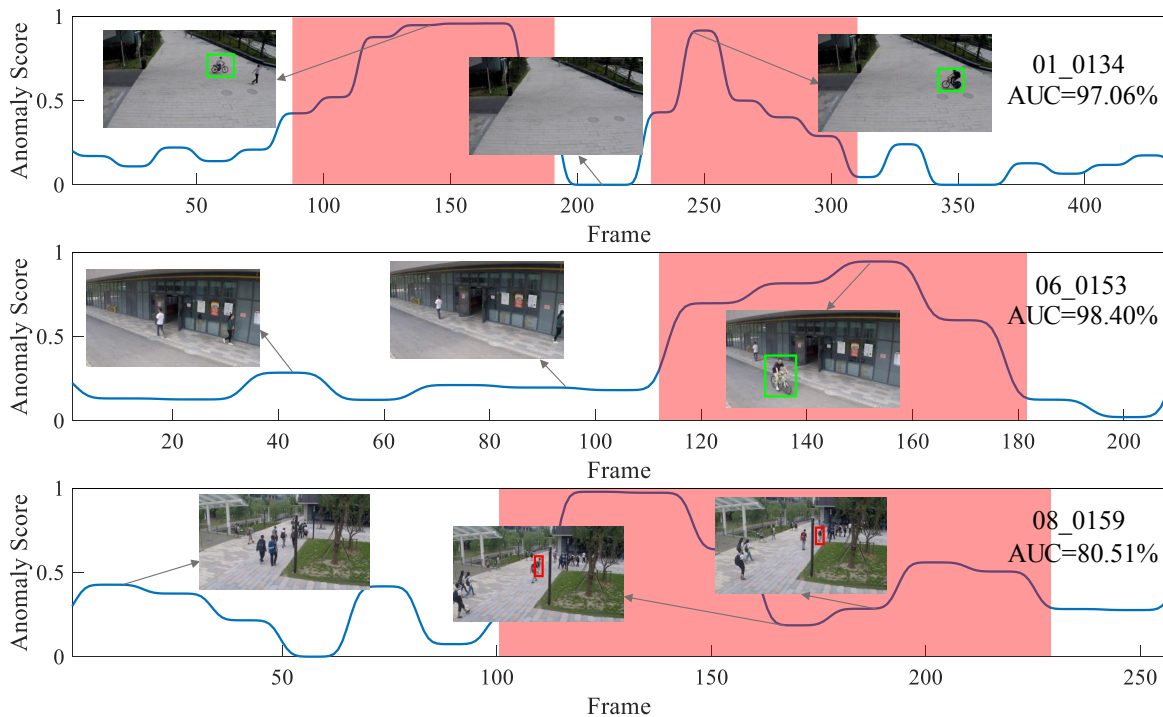 Anomaly Score
1
0.5
0
01_0134
AUC=97.06%
50 100 150 200 250 300 350 400
Frame
Anomaly Score
1
0.5
0
06_0153
AUC=98.40%
20 40 60 80 100 120 140 160 180 200
Frame
Anomaly Score
1
0.5
0
08_0159
AUC=80.51%
50 100 150 200 250
Frame